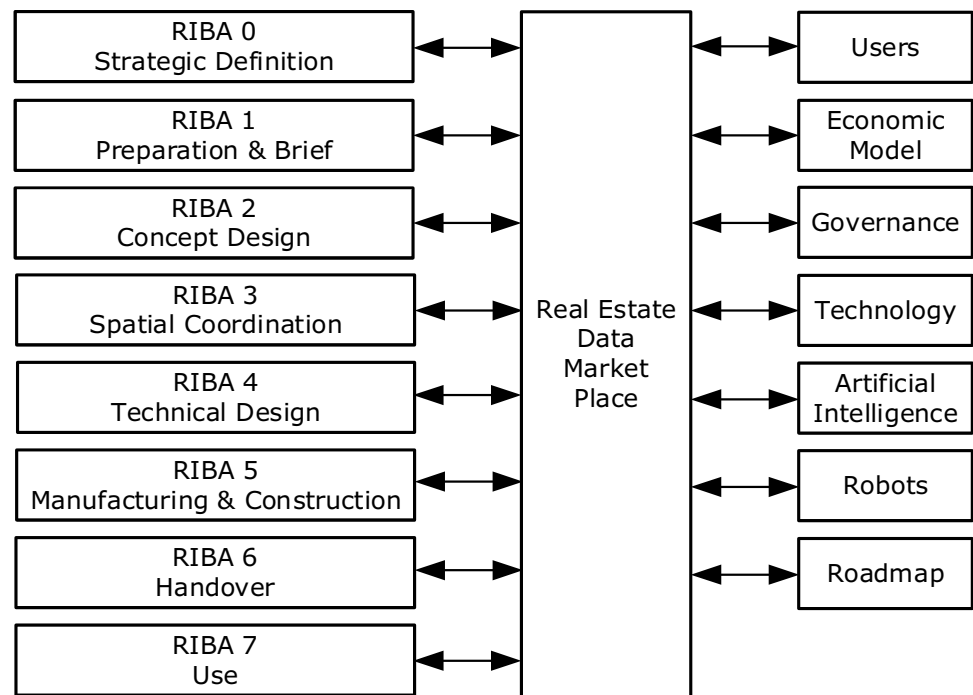 RIBA 0
Strategic Definition
RIBA 1
Preparation & Brief
RIBA 2
Concept Design
RIBA 3
Spatial Coordination
RIBA 4
Technical Design
RIBA 5
Manufacturing & Construction
RIBA 6
Handover
RIBA 7
Use
Real Estate
Data
Market
Place
Users
Economic
Model
Governance
Technology
Artificial
Intelligence
Robots
Roadmap